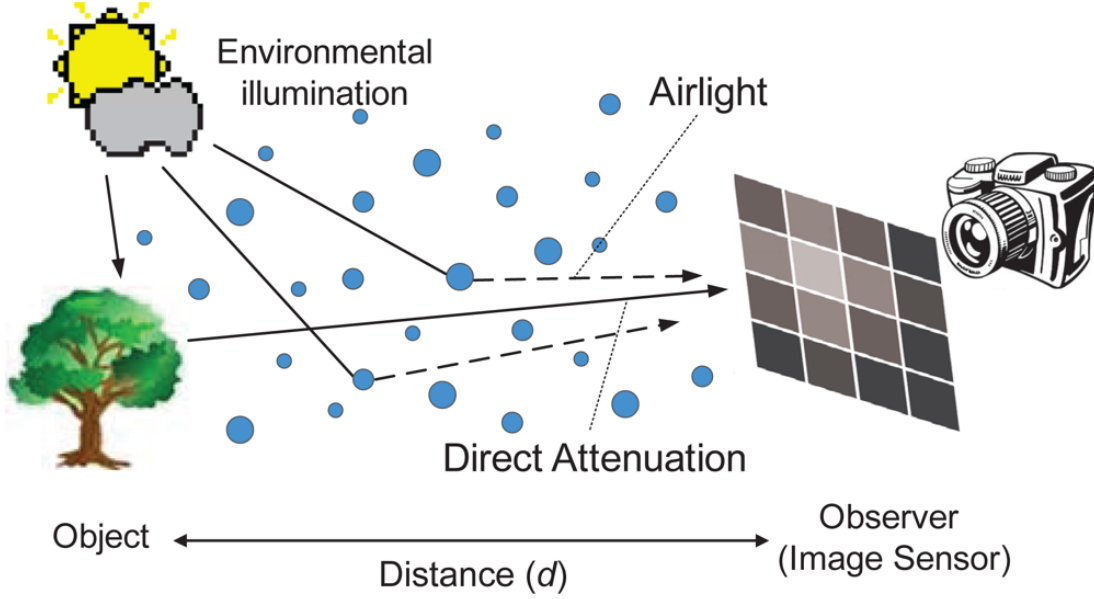 Environmental
illumination
Airlight
Direct Attenuation
Object
Distance (d)
Observer
(Image Sensor)